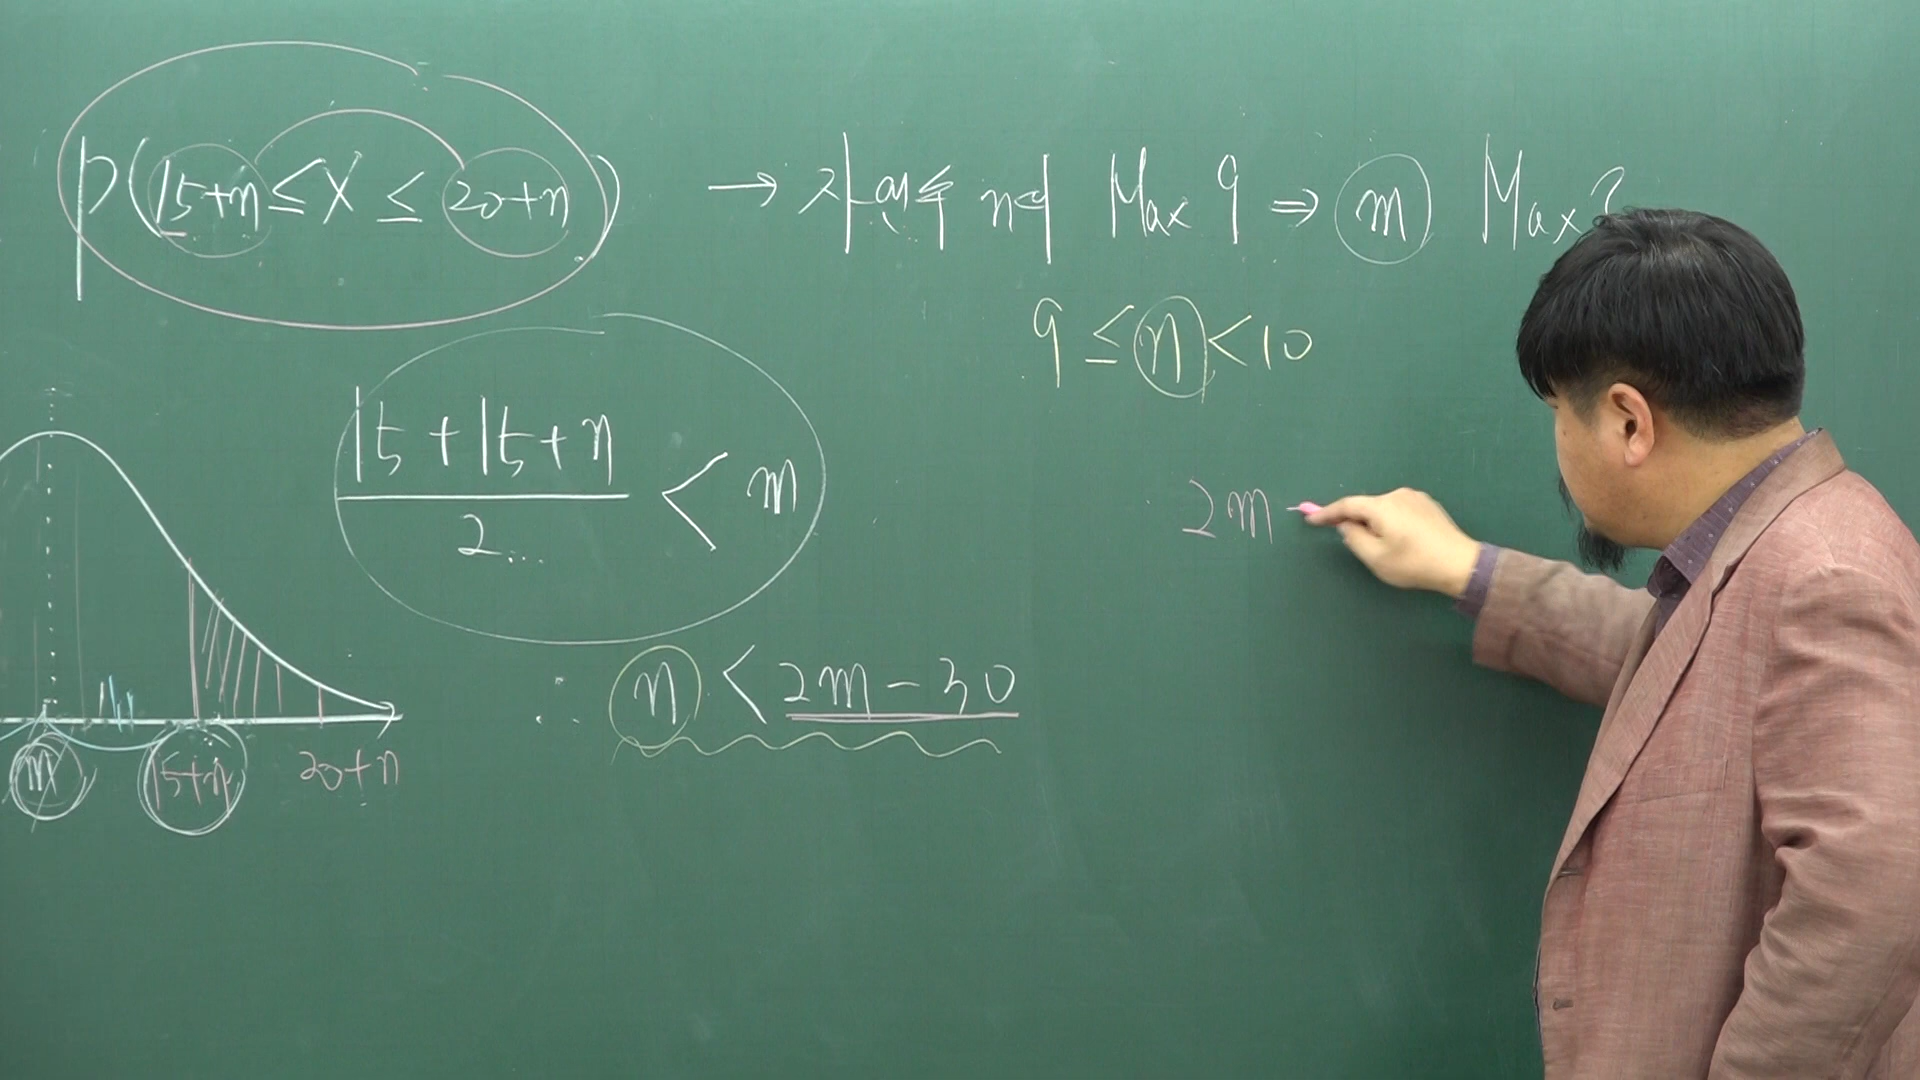 P(15+n ≤ X ≤ 20+n) → 자연수 n의 Max 9 ⇒ m Max?
9 ≤ n < 10
15+15+n
2
< m
2m -
∴ n < 2m - 30
m 15+n 20+n